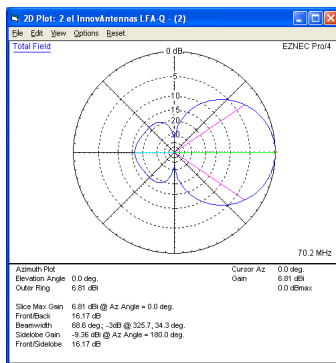 2D Plot: 2 el InnovAntennas LFA-Q - (2)
File Edit View Options Reset
Total Field
EZNEC Pro/4
0 dB
-5
-10
-15
-20
-30
70.2 MHz
Azimuth Plot
Elevation Angle 0.0 deg.
Outer Ring 6.81 dBi
Cursor Az 0.0 deg.
Gain 6.81 dBi
0.0 dBmax
Slice Max Gain 6.81 dBi @ Az Angle = 0.0 deg.
Front/Back 16.17 dB
Beamwidth 68.6 deg.; -3dB @ 325.7, 34.3 deg.
Sidelobe Gain -9.36 dBi @ Az Angle = 180.0 deg.
Front/Sidelobe 16.17 dB